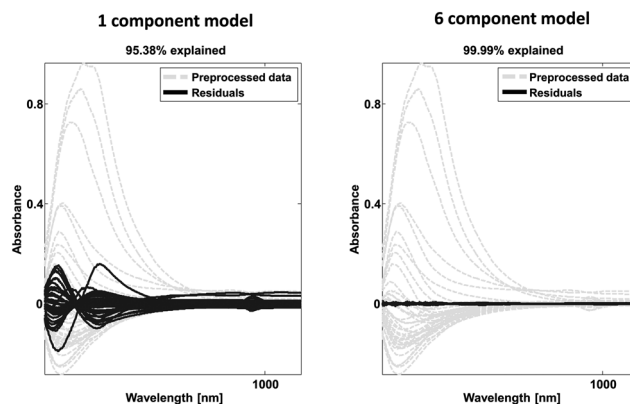 1 component model
95.38% explained
Preprocessed data
Residuals
0.8
0.4
0
Absorbance
1000
Wavelength [nm]
6 component model
99.99% explained
Preprocessed data
Residuals
0.8
0.4
0
Absorbance
1000
Wavelength [nm]